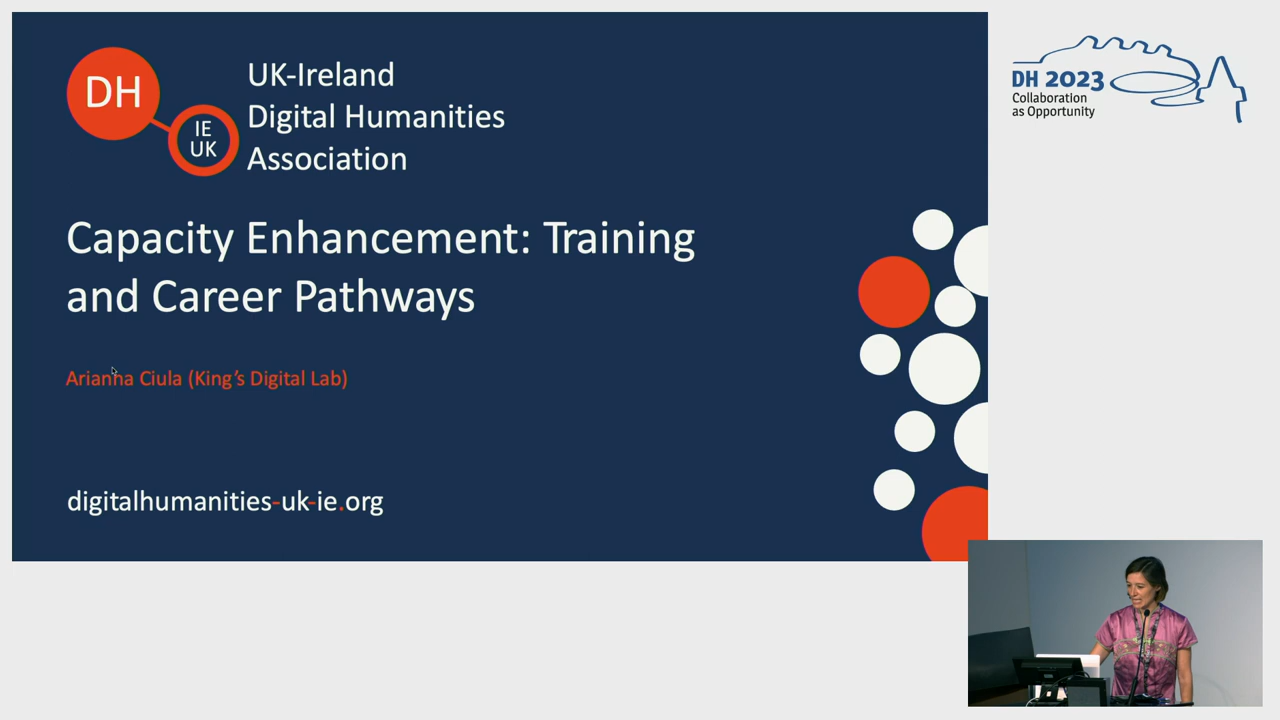 DH
IE
UK
UK-Ireland
Digital Humanities
Association
Capacity Enhancement: Training
and Career Pathways
Arianna Ciula (King's Digital Lab)
digitalhumanities-uk-ie.org
DH 2023
Collaboration
as Opportunity